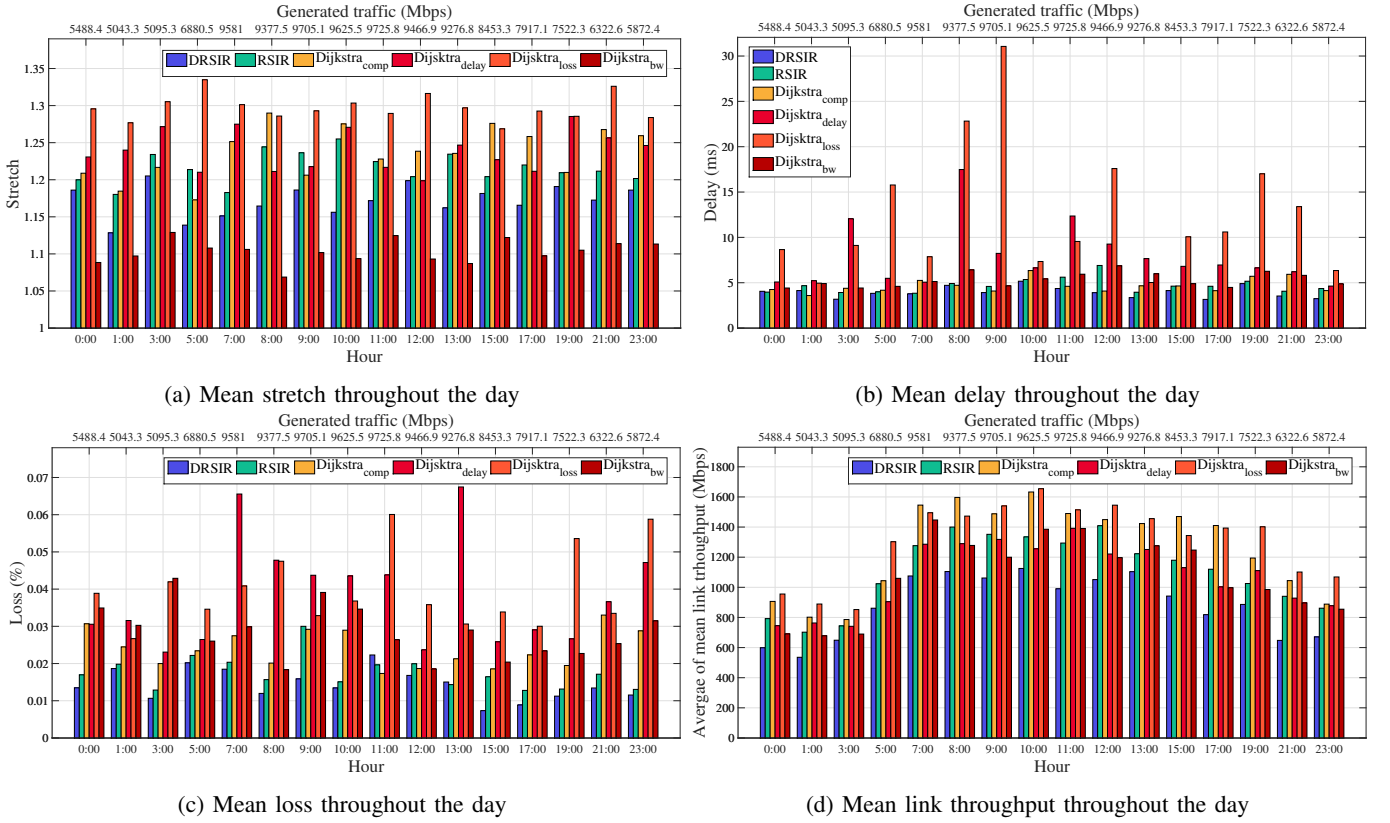 Generated traffic (Mbps)
5488.4 5043.3 5095.3 6880.5 9581 9377.5 9705.1 9625.5 9725.8 9466.9 9276.8 8453.3 7917.1 7522.3 6322.6 5872.4
DRSIR RSIR Dijkstra_comp Dijsktra_delay Dijsktra_loss Dijkstra_bw
1.35
1.3
1.25
1.2
1.15
1.1
1.05
1
Stretch
0:00 1:00 3:00 5:00 7:00 8:00 9:00 10:00 11:00 12:00 13:00 15:00 17:00 19:00 21:00 23:00
Hour
(a) Mean stretch throughout the day
Generated traffic (Mbps)
5488.4 5043.3 5095.3 6880.5 9581 9377.5 9705.1 9625.5 9725.8 9466.9 9276.8 8453.3 7917.1 7522.3 6322.6 5872.4
DRSIR
RSIR
Dijkstra_comp
Dijsktra_delay
Dijsktra_loss
Dijkstra_bw
30
25
20
15
10
5
0
Delay (ms)
0:00 1:00 3:00 5:00 7:00 8:00 9:00 10:00 11:00 12:00 13:00 15:00 17:00 19:00 21:00 23:00
Hour
(b) Mean delay throughout the day
Generated traffic (Mbps)
5488.4 5043.3 5095.3 6880.5 9581 9377.5 9705.1 9625.5 9725.8 9466.9 9276.8 8453.3 7917.1 7522.3 6322.6 5872.4
DRSIR RSIR Dijkstra_comp Dijsktra_delay Dijsktra_loss Dijkstra_bw
0.07
0.06
0.05
0.04
0.03
0.02
0.01
0
Loss (%)
0:00 1:00 3:00 5:00 7:00 8:00 9:00 10:00 11:00 12:00 13:00 15:00 17:00 19:00 21:00 23:00
Hour
(c) Mean loss throughout the day
Generated traffic (Mbps)
5488.4 5043.3 5095.3 6880.5 9581 9377.5 9705.1 9625.5 9725.8 9466.9 9276.8 8453.3 7917.1 7522.3 6322.6 5872.4
DRSIR RSIR Dijkstra_comp Dijsktra_delay Dijsktra_loss Dijkstra_bw
1800
1600
1400
1200
1000
800
600
400
200
0
Avergae of mean link trhoughput (Mbps)
0:00 1:00 3:00 5:00 7:00 8:00 9:00 10:00 11:00 12:00 13:00 15:00 17:00 19:00 21:00 23:00
Hour
(d) Mean link throughput throughout the day